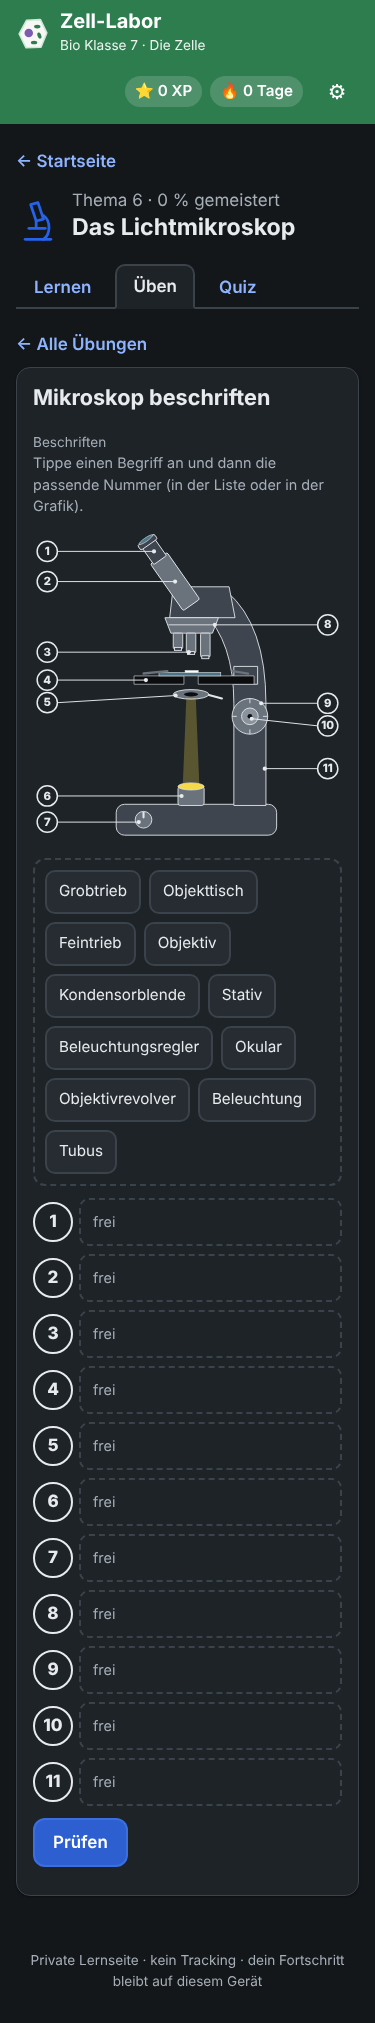 Zell-Labor
Bio Klasse 7 · Die Zelle
⭐ 0 XP
🔥 0 Tage
⚙
← Startseite
Thema 6 · 0 % gemeistert
Das Lichtmikroskop
Lernen
Üben
Quiz
← Alle Übungen
Mikroskop beschriften
Beschriften
Tippe einen Begriff an und dann die
passende Nummer (in der Liste oder in der
Grafik).
1
2
8
3
4
5
9
10
11
6
7
Grobtrieb
Objekttisch
Feintrieb
Objektiv
Kondensorblende
Stativ
Beleuchtungsregler
Okular
Objektivrevolver
Beleuchtung
Tubus
1 frei
2 frei
3 frei
4 frei
5 frei
6 frei
7 frei
8 frei
9 frei
10 frei
11 frei
Prüfen
Private Lernseite · kein Tracking · dein Fortschritt
bleibt auf diesem Gerät